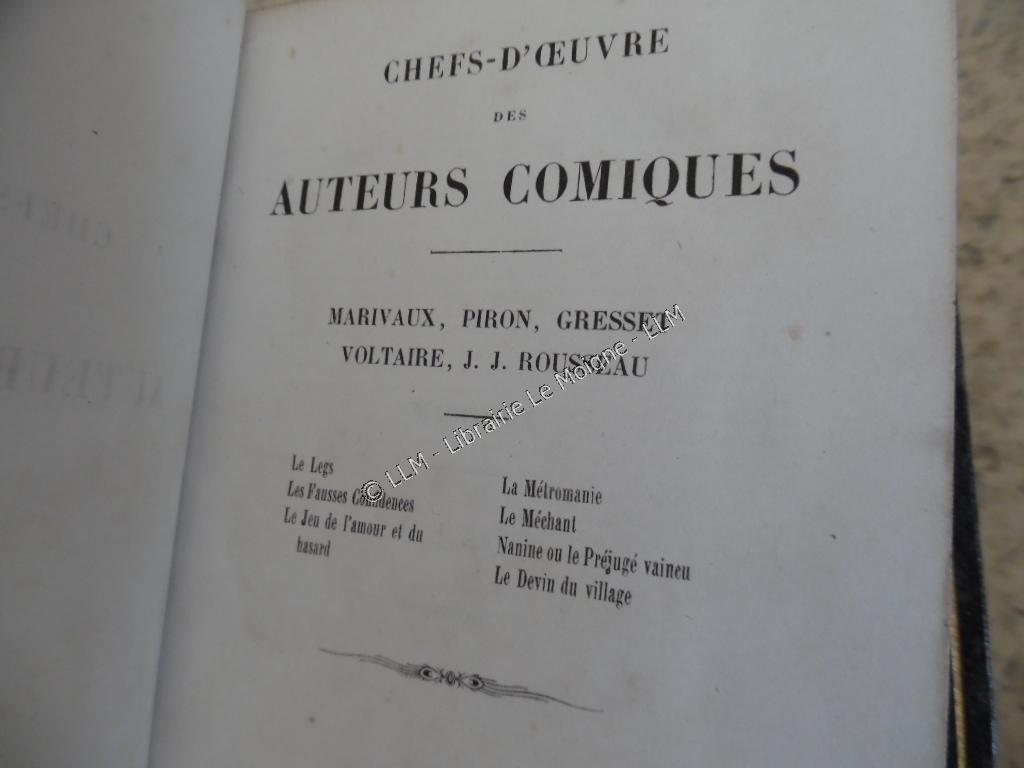 CHEFS-D'ŒUVRE
DES
AUTEURS COMIQUES
MARIVAUX, PIRON, GRESSET
VOLTAIRE, J. J. ROUSSEAU
Le Legs
Les Fausses Confidences
Le Jeu de l'amour et du
hasard
La Métromanie
Le Méchant
Nanine ou le Préjugé vaincu
Le Devin du village
© LLM - Librairie Le Moigne - LLM